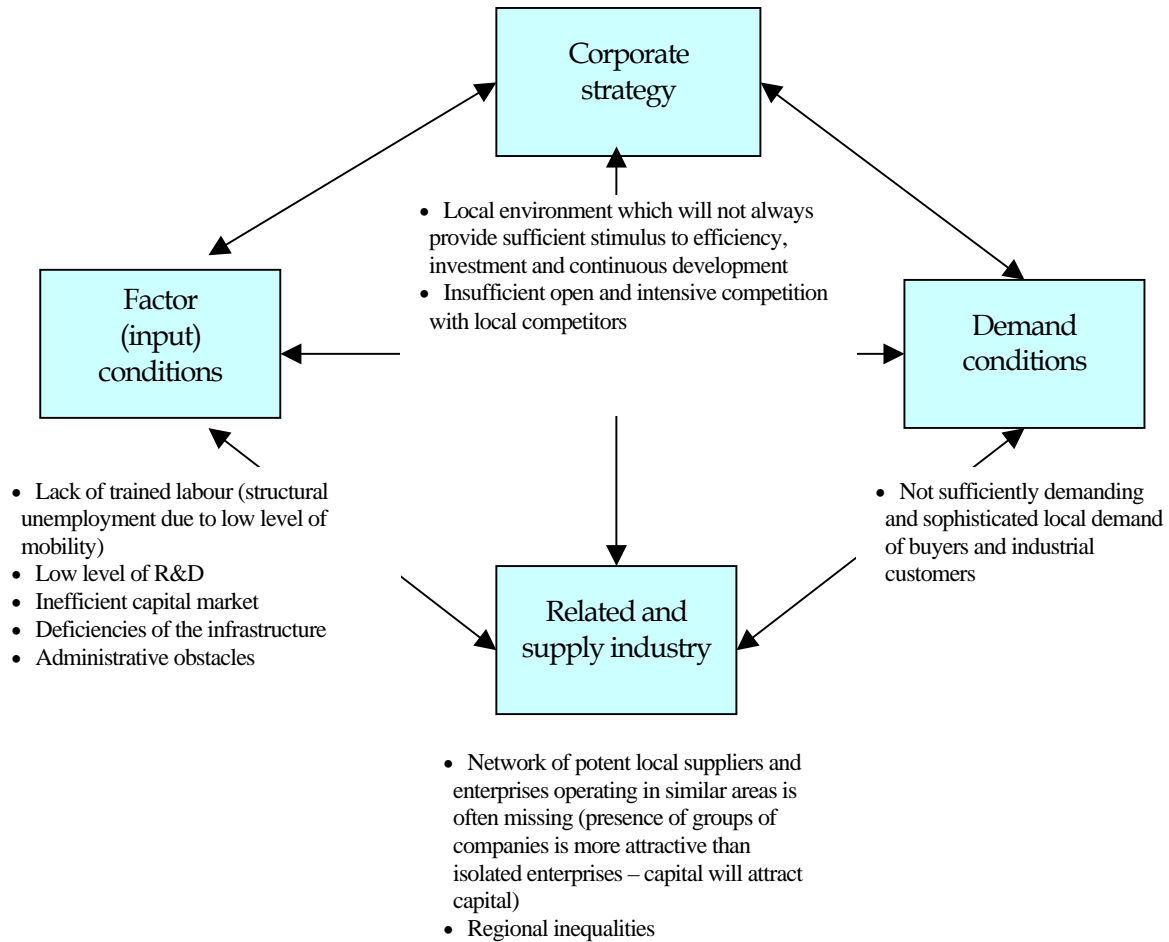 Corporate
strategy
• Local environment which will not always
provide sufficient stimulus to efficiency,
investment and continuous development
• Insufficient open and intensive competition
with local competitors
Factor
(input)
conditions
Demand
conditions
• Lack of trained labour (structural
unemployment due to low level of
mobility)
• Low level of R&D
• Inefficient capital market
• Deficiencies of the infrastructure
• Administrative obstacles
• Not sufficiently demanding
and sophisticated local demand
of buyers and industrial
customers
Related and
supply industry
• Network of potent local suppliers and
enterprises operating in similar areas is
often missing (presence of groups of
companies is more attractive than
isolated enterprises – capital will attract
capital)
• Regional inequalities